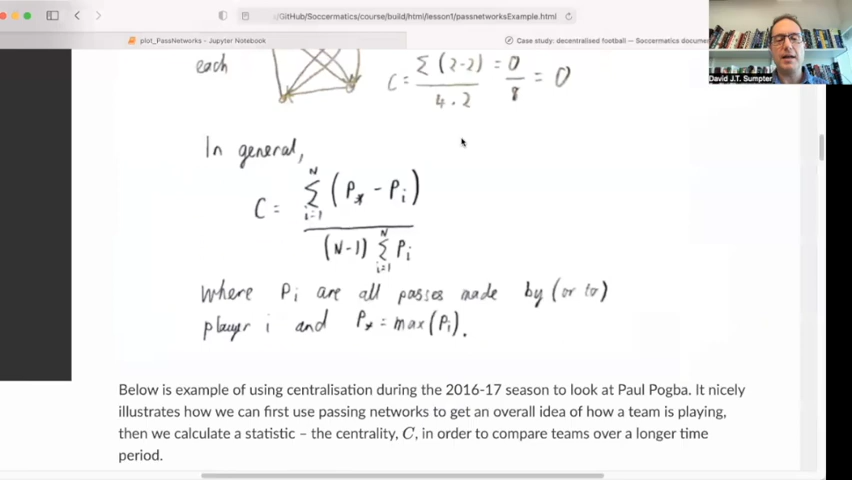 /GitHub/Soccermatics/course/build/html/lesson1/passnetworksExample.html
plot_PassNetworks - Jupyter Notebook
Case study: decentralised football — Soccermatics docume
David J.T. Sumpter
each
C = Σ (2-2) / 4.2 = 0 / 8 = 0
In general,
C = Σ_{i=1}^{N} (P* - Pi) / (N-1) Σ_{i=1}^{N} Pi
where Pi are all passes made by (or to)
player i and P* = max(Pi).
Below is example of using centralisation during the 2016-17 season to look at Paul Pogba. It nicely
illustrates how we can first use passing networks to get an overall idea of how a team is playing,
then we calculate a statistic – the centrality, C, in order to compare teams over a longer time
period.